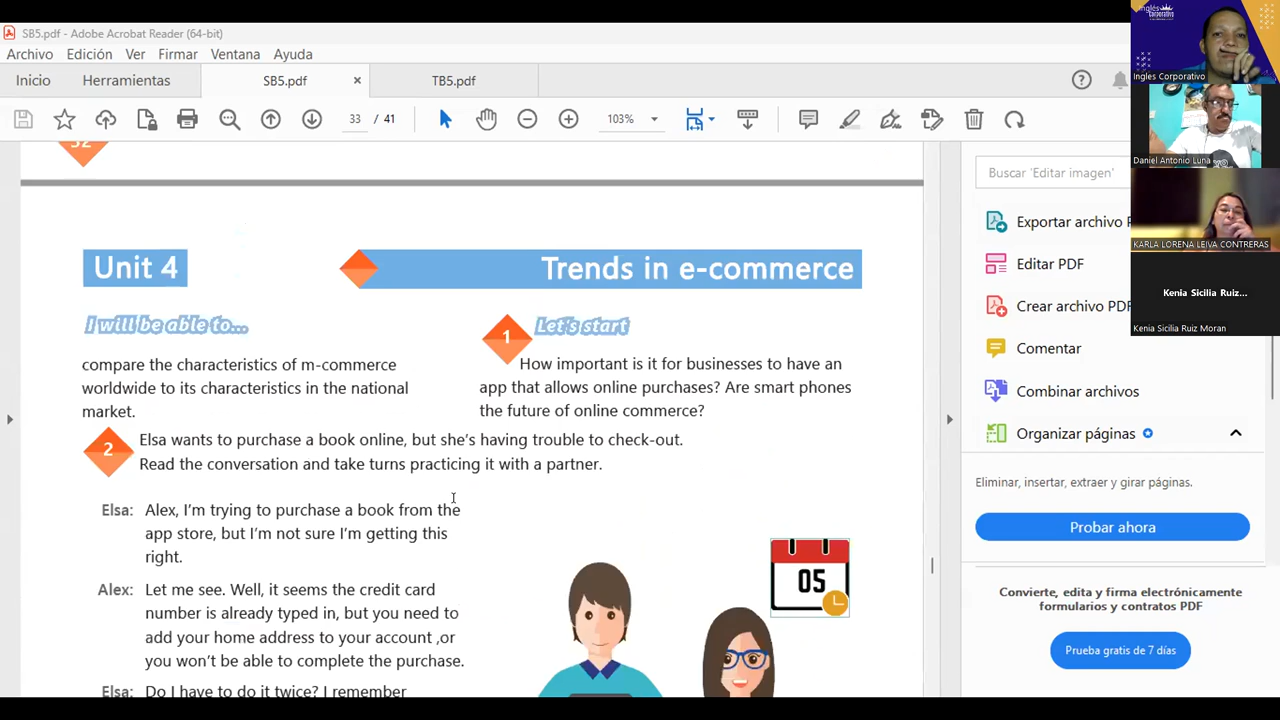 SB5.pdf - Adobe Acrobat Reader (64-bit)
Archivo Edición Ver Firmar Ventana Ayuda
Inicio Herramientas SB5.pdf × TB5.pdf
33 / 41 103%
32
Unit 4
Trends in e-commerce
I will be able to...
compare the characteristics of m-commerce
worldwide to its characteristics in the national
market.
1 Let's start
How important is it for businesses to have an
app that allows online purchases? Are smart phones
the future of online commerce?
2 Elsa wants to purchase a book online, but she's having trouble to check-out.
Read the conversation and take turns practicing it with a partner.
Elsa: Alex, I'm trying to purchase a book from the
app store, but I'm not sure I'm getting this
right.
Alex: Let me see. Well, it seems the credit card
number is already typed in, but you need to
add your home address to your account ,or
you won't be able to complete the purchase.
Elsa: Do I have to do it twice? I remember
05
Buscar 'Editar imagen'
Exportar archivo P
Editar PDF
Crear archivo PDF
Comentar
Combinar archivos
Organizar páginas
Eliminar, insertar, extraer y girar páginas.
Probar ahora
Convierte, edita y firma electrónicamente
formularios y contratos PDF
Prueba gratis de 7 días
Inglés
Corporativo
Ingles Corporativo
Daniel Antonio Luna
KARLA LORENA LEIVA CONTRERAS
Kenia Sicilia Ruiz...
Kenia Sicilia Ruiz Moran